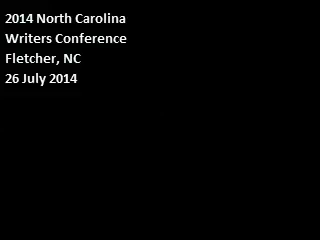 2014 North Carolina
Writers Conference
Fletcher, NC
26 July 2014